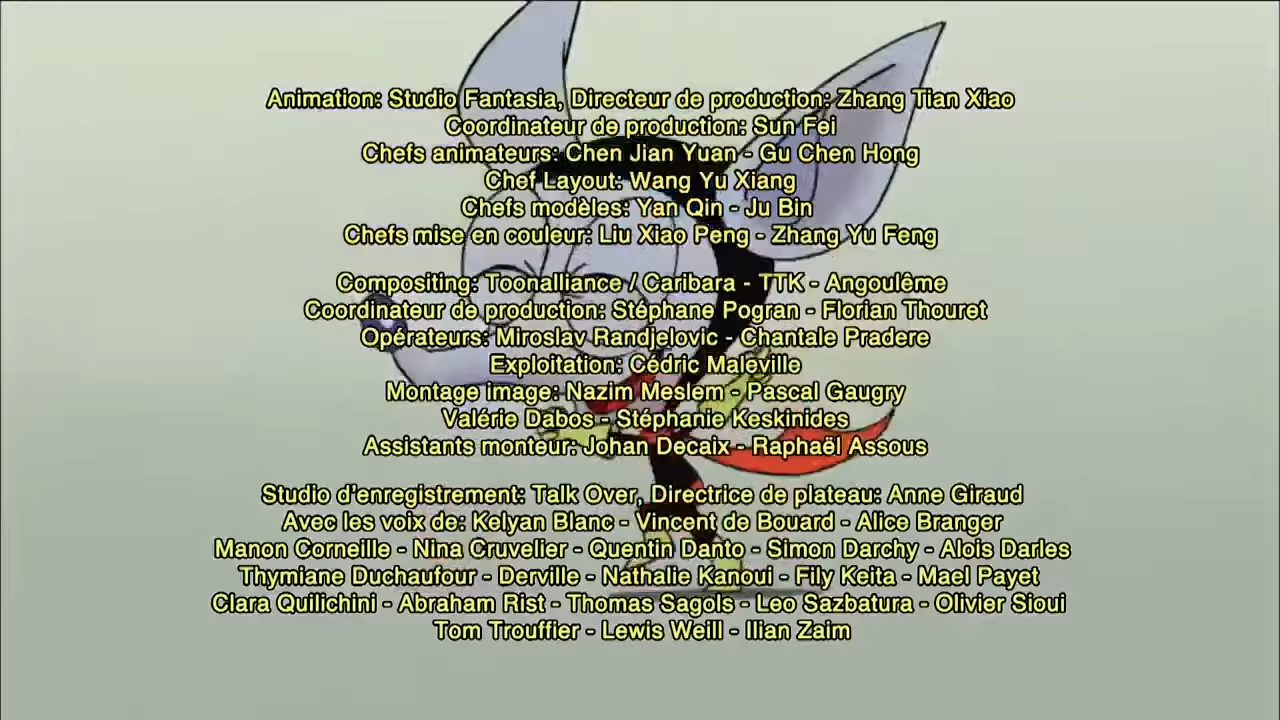 Animation: Studio Fantasia, Directeur de production: Zhang Tian Xiao
Coordinateur de production: Sun Fei
Chefs animateurs: Chen Jian Yuan - Gu Chen Hong
Chef Layout: Wang Yu Xiang
Chefs modèles: Yan Qin - Ju Bin
Chefs mise en couleur: Liu Xiao Peng - Zhang Yu Feng
Compositing: Toonalliance / Caribara - TTK - Angoulême
Coordinateur de production: Stéphane Pogran - Florian Thouret
Opérateurs: Miroslav Randjelovic - Chantale Pradere
Exploitation: Cédric Maleville
Montage image: Nazim Meslem - Pascal Gaugry
Valérie Dabos - Stéphanie Keskinides
Assistants monteur: Johan Decaix - Raphaël Assous
Studio d'enregistrement: Talk Over, Directrice de plateau: Anne Giraud
Avec les voix de: Kelyan Blanc - Vincent de Bouard - Alice Branger
Manon Corneille - Nina Cruvelier - Quentin Danto - Simon Darchy - Alois Darles
Thymiane Duchaufour - Derville - Nathalie Kanoui - Fily Keita - Mael Payet
Clara Quilichini - Abraham Rist - Thomas Sagols - Leo Sazbatura - Olivier Sioui
Tom Trouffier - Lewis Weill - Ilian Zaim